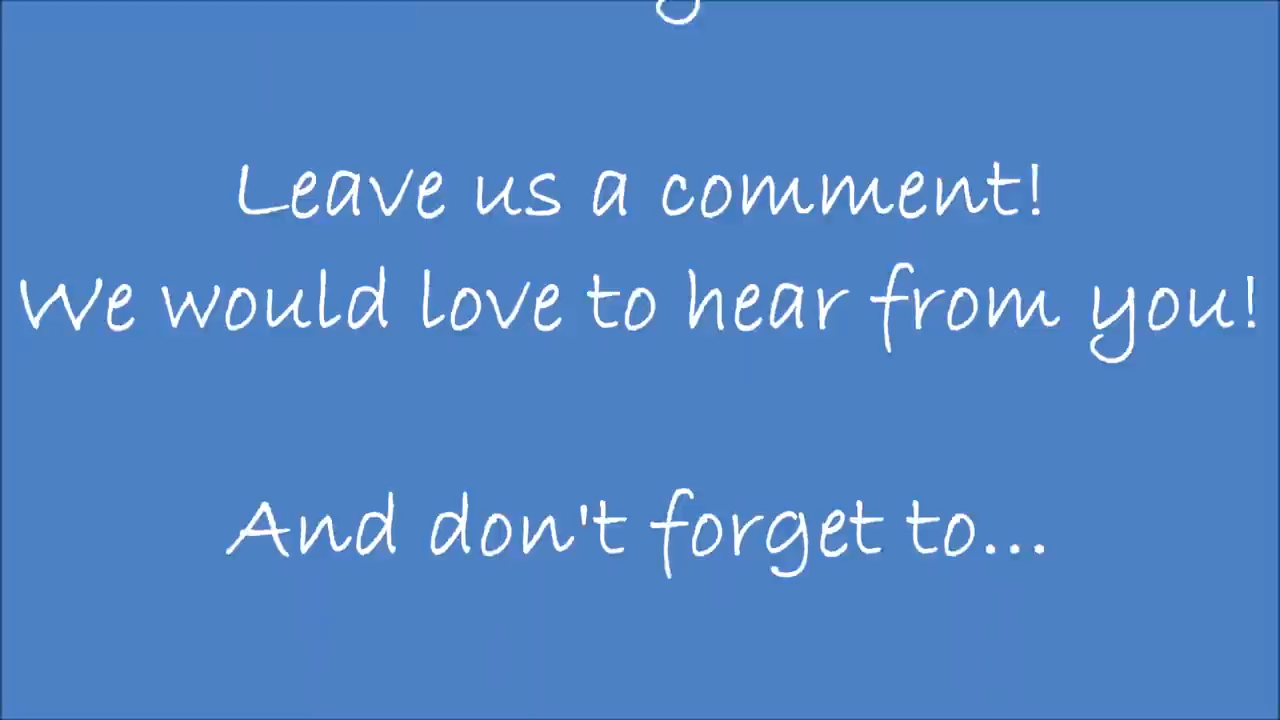 Leave us a comment!
We would love to hear from you!
And don't forget to...